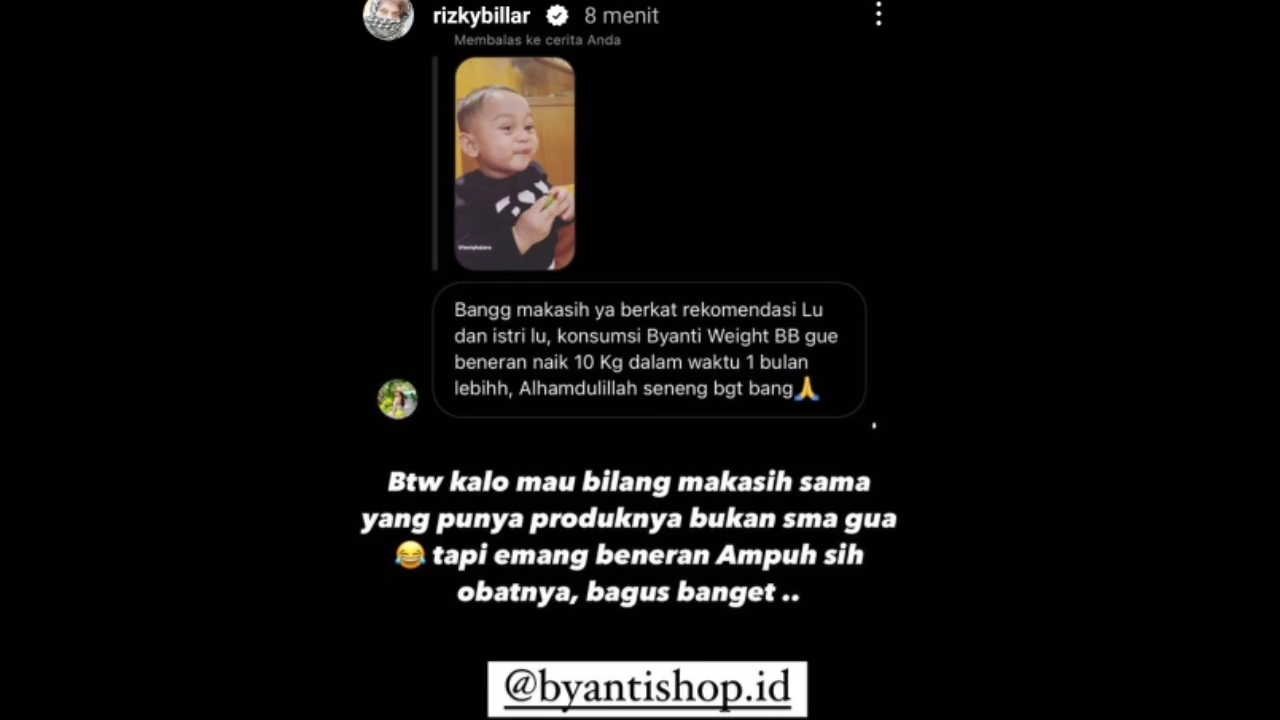 rizkybillar 8 menit
Membalas ke cerita Anda
Bangg makasih ya berkat rekomendasi Lu
dan istri lu, konsumsi Byanti Weight BB gue
beneran naik 10 Kg dalam waktu 1 bulan
lebihh, Alhamdulillah seneng bgt bang🙏
Btw kalo mau bilang makasih sama
yang punya produknya bukan sma gua
😂 tapi emang beneran Ampuh sih
obatnya, bagus banget ..
@byantishop.id